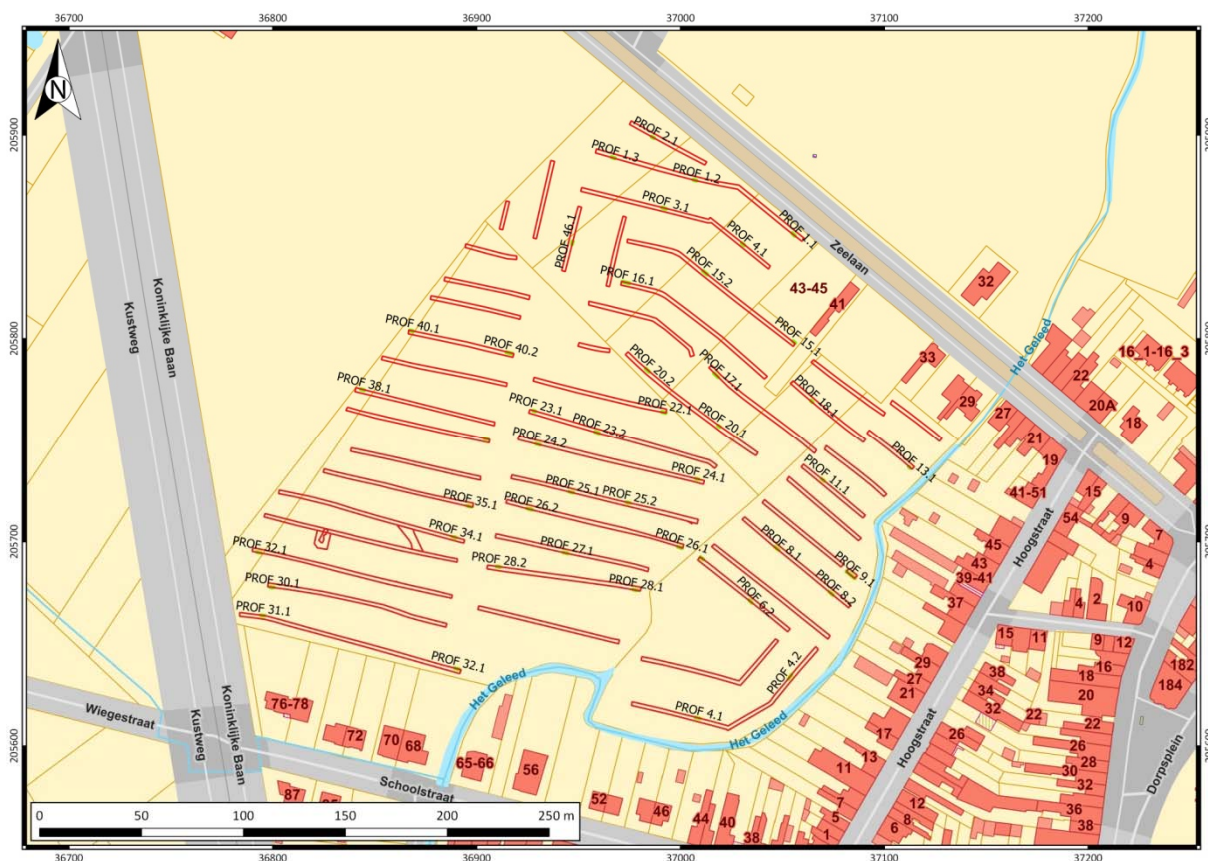 36700 36800 36900 37000 37100 37200
205900 205900
205800 205800
205700 205700
205600 205600
N
PROF 2.1
PROF 1.3
PROF 1.2
PROF 1.1
PROF 3.1
PROF 4.1
PROF 46.1
PROF 15.2
PROF 16.1
PROF 15.1
Zeelaan
43-45
41
32
33
29
27
21
19
Het Geleed
16_1-16_3
22
20A
18
Koninklijke Baan
Kustweg
PROF 40.1
PROF 40.2
PROF 20.2
PROF 17.1
PROF 18.1
PROF 38.1
PROF 22.1
PROF 23.1
PROF 23.2
PROF 20.1
PROF 24.2
PROF 24.1
PROF 13.1
PROF 11.1
41-51
15
54
9
7
4
PROF 25.1
PROF 25.2
PROF 35.1
PROF 26.2
PROF 34.1
PROF 26.1
PROF 27.1
PROF 8.1
PROF 9.1
PROF 8.2
Hoogstraat
45
43
39-41
37
PROF 32.1
PROF 28.2
PROF 28.1
PROF 30.1
PROF 6.2
PROF 31.1
PROF 32.1
4
2
10
15
11
9
12
16
182
184
29
27
21
38
34
32
18
20
22
22
PROF 4.2
PROF 4.1
Het Geleed
Het Geleed
Wiegestraat
Kustweg
Koninklijke Baan
76-78
72
70
68
65-66
56
Schoolstraat
87
52
46
44
40
38
17
13
11
7
5
1
Hoogstraat
26
12
8
6
26
28
30
32
36
38
Dorpsplein
0 50 100 150 200 250 m